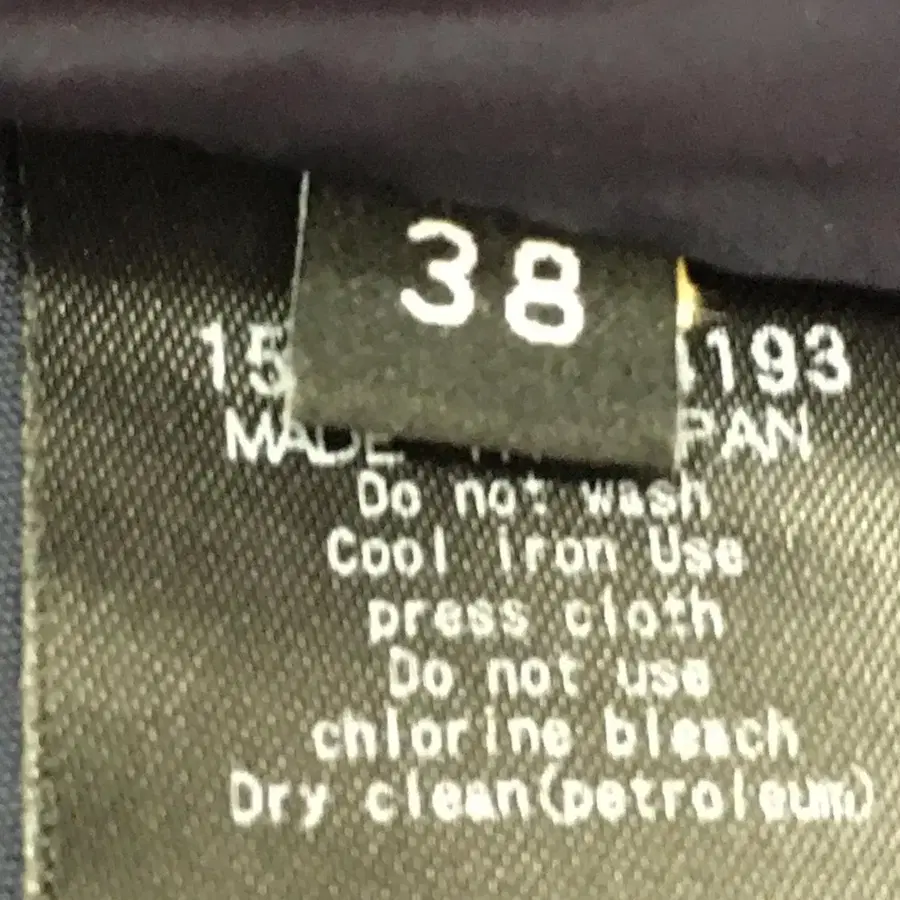 38
15 193
MADE PAN
Do not wash
Cool iron Use
press cloth
Do not use
chlorine bleach
Dry clean(petroleum)